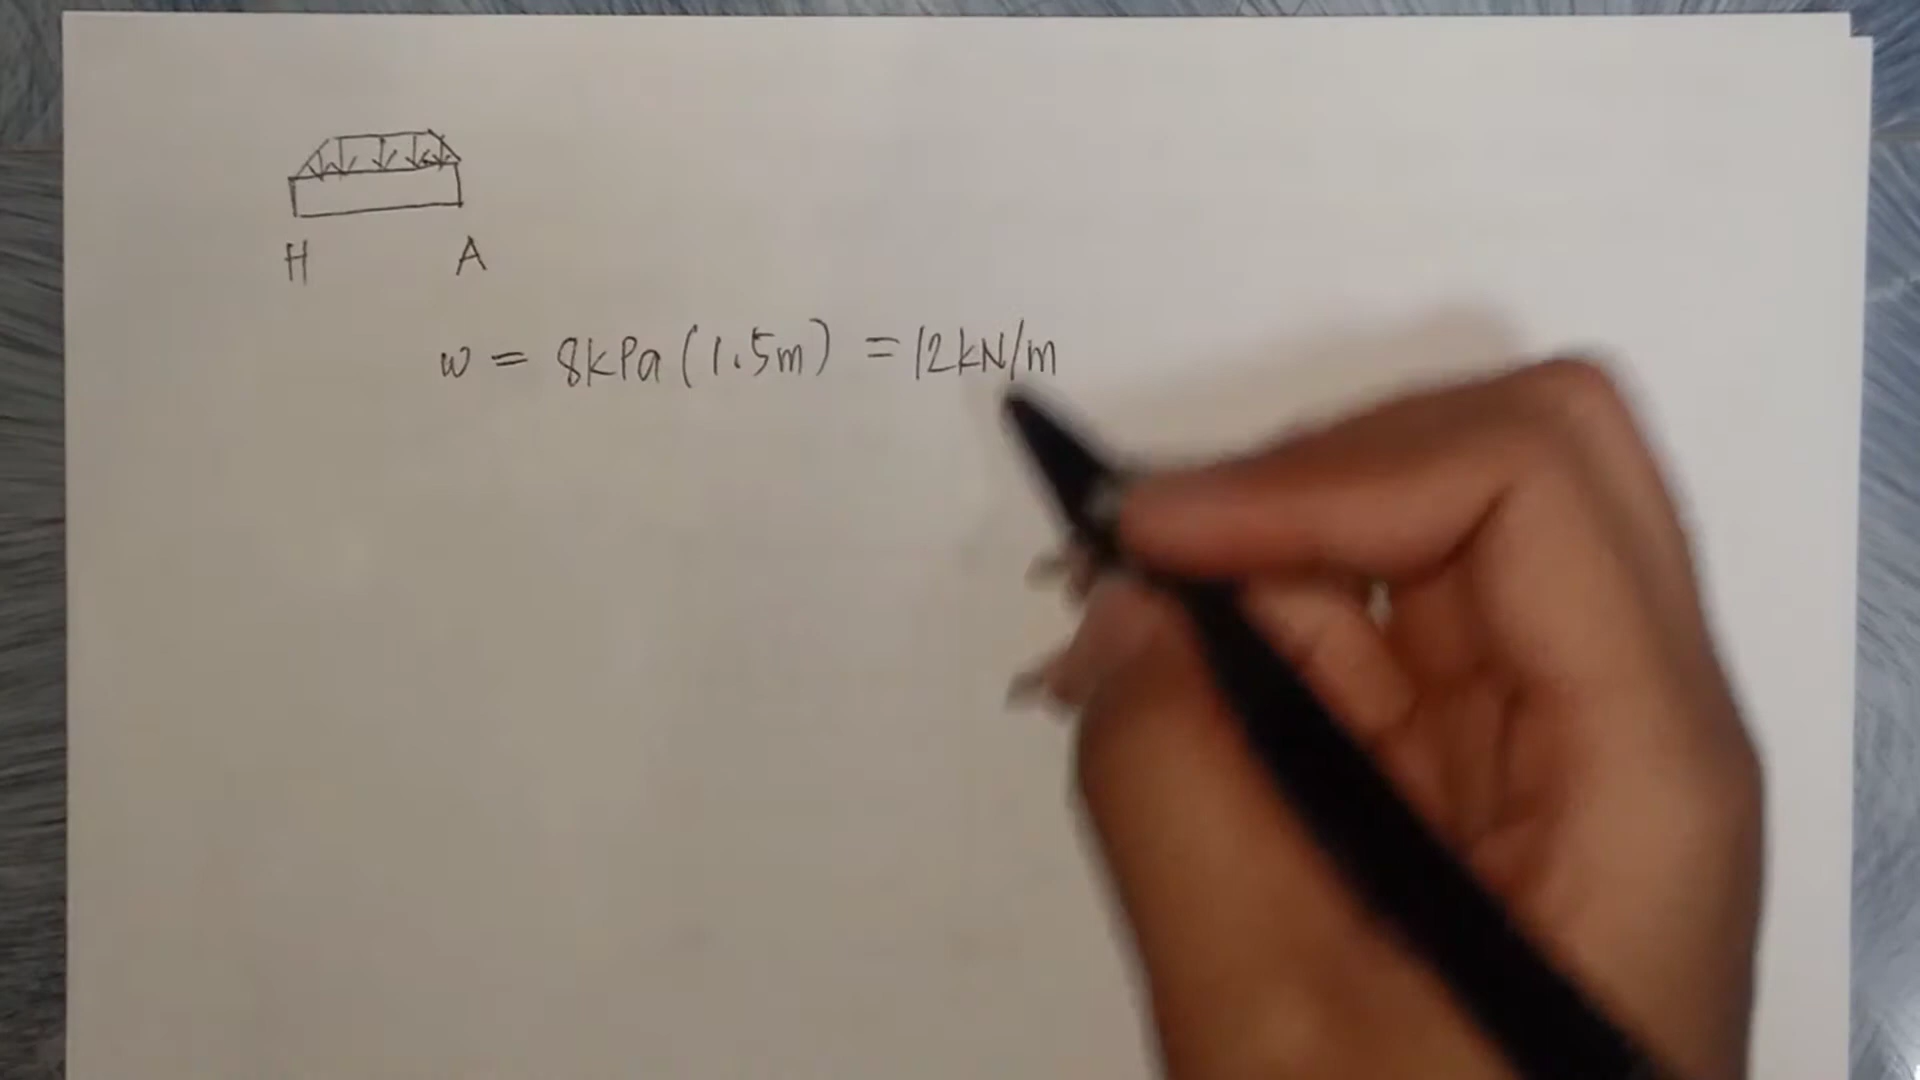 H A
w = 8kPa (1.5m) = 12kN/m